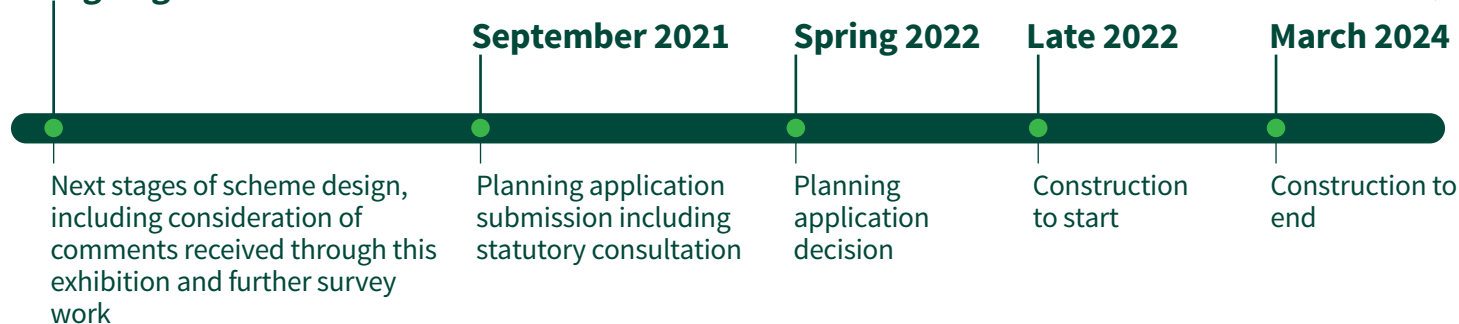 September 2021
Spring 2022
Late 2022
March 2024
Next stages of scheme design,
including consideration of
comments received through this
exhibition and further survey
work
Planning application
submission including
statutory consultation
Planning
application
decision
Construction
to start
Construction to
end